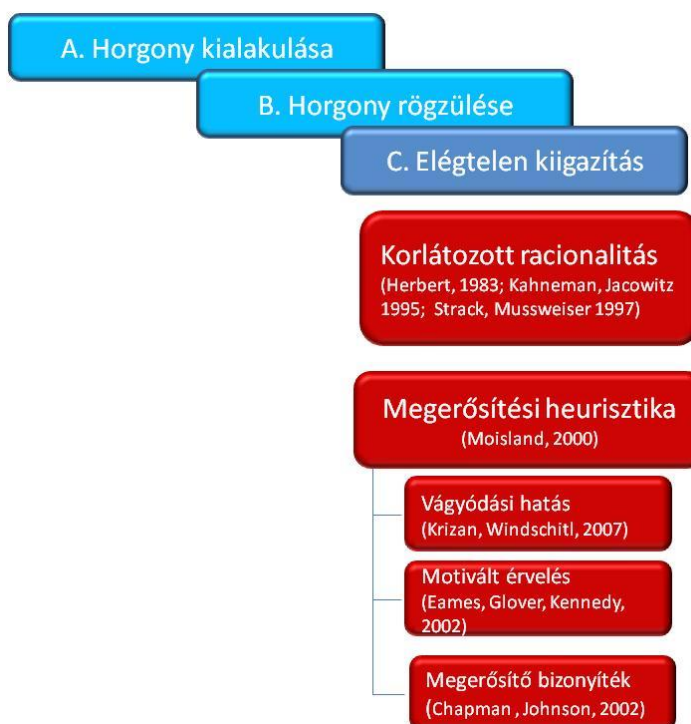 A. Horgony kialakulása
B. Horgony rögzülése
C. Elégtelen kiigazítás
Korlátozott racionalitás
(Herbert, 1983; Kahneman, Jacowitz
1995; Strack, Mussweiser 1997)
Megerősítési heurisztika
(Moisland, 2000)
Vágyódási hatás
(Krizan, Windschitl, 2007)
Motivált érvelés
(Eames, Glover, Kennedy,
2002)
Megerősítő bizonyíték
(Chapman , Johnson, 2002)